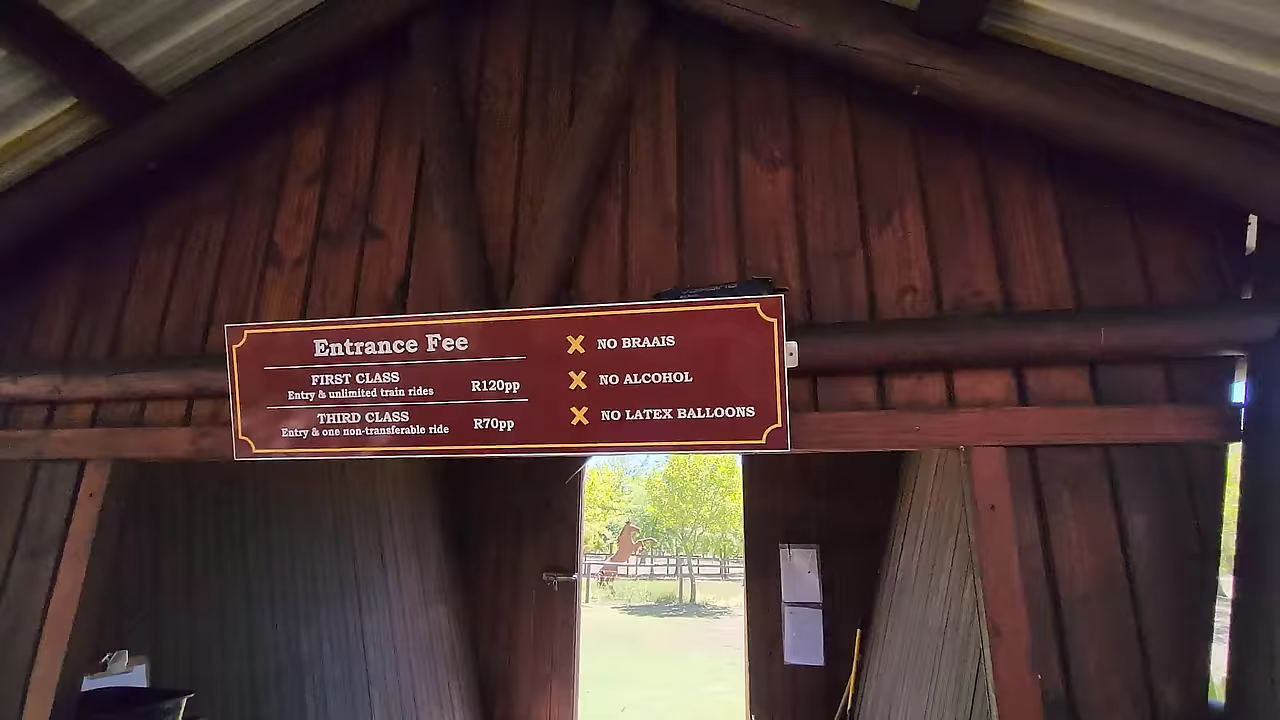 Entrance Fee
FIRST CLASS
Entry & unlimited train rides
R120pp
THIRD CLASS
Entry & one non-transferable ride
R70pp
NO BRAAIS
NO ALCOHOL
NO LATEX BALLOONS